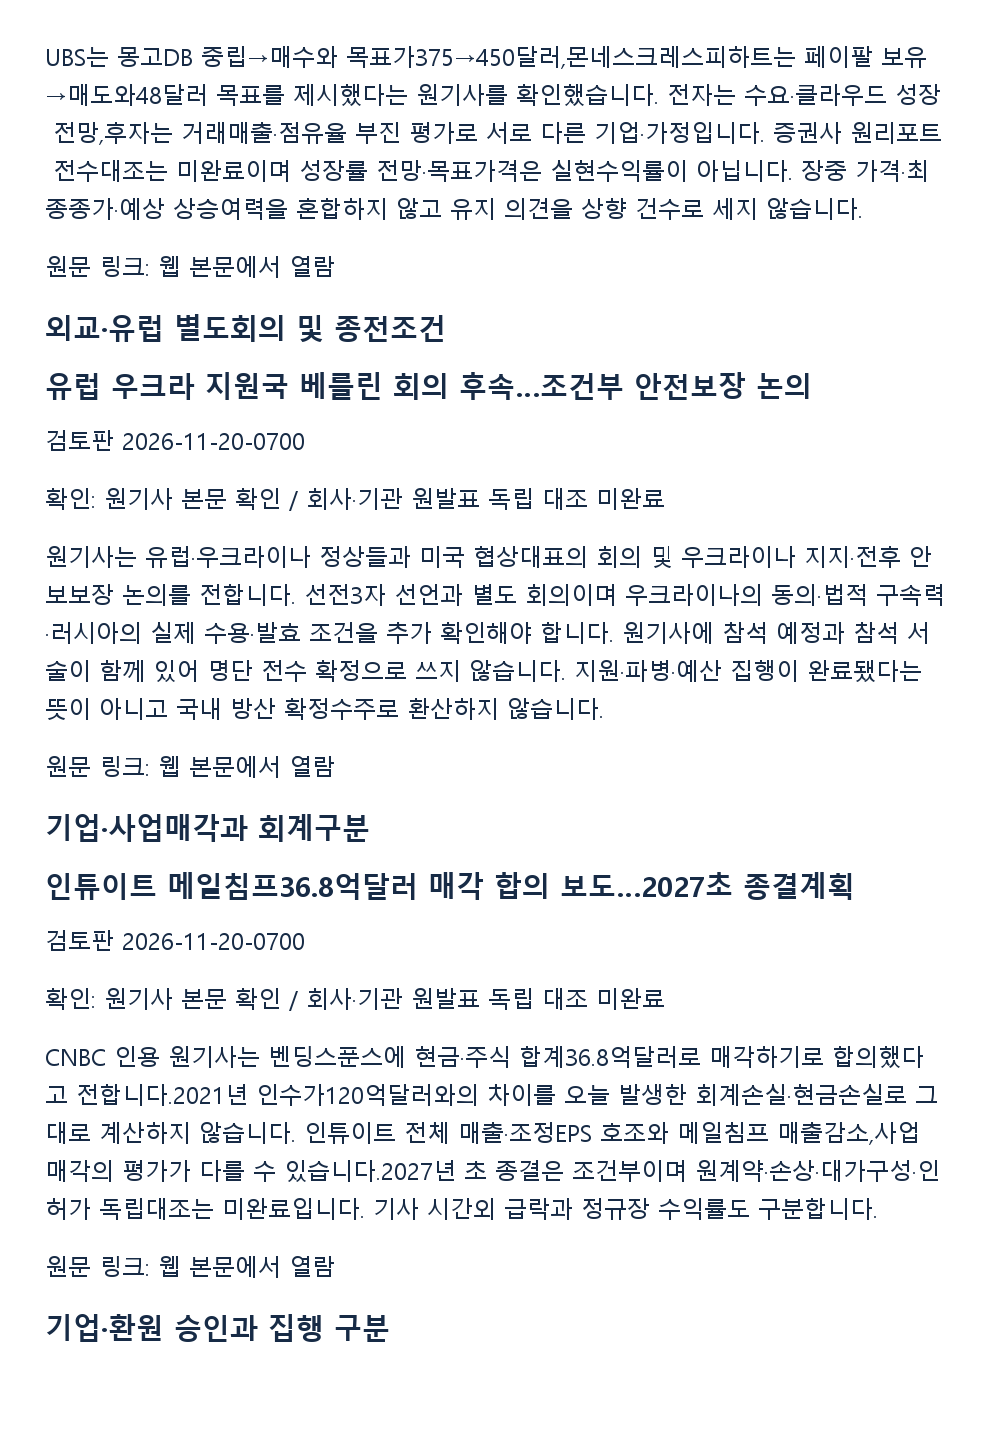 UBS는 몽고DB 중립→매수와 목표가375→450달러,몬네스크레스피하트는 페이팔 보유
→매도와48달러 목표를 제시했다는 원기사를 확인했습니다. 전자는 수요·클라우드 성장
전망,후자는 거래매출·점유율 부진 평가로 서로 다른 기업·가정입니다. 증권사 원리포트
전수대조는 미완료이며 성장률 전망·목표가격은 실현수익률이 아닙니다. 장중 가격·최
종종가·예상 상승여력을 혼합하지 않고 유지 의견을 상향 건수로 세지 않습니다.
원문 링크: 웹 본문에서 열람
외교·유럽 별도회의 및 종전조건
유럽 우크라 지원국 베를린 회의 후속...조건부 안전보장 논의
검토판 2026-11-20-0700
확인: 원기사 본문 확인 / 회사·기관 원발표 독립 대조 미완료
원기사는 유럽·우크라이나 정상들과 미국 협상대표의 회의 및 우크라이나 지지·전후 안
보보장 논의를 전합니다. 선전3자 선언과 별도 회의이며 우크라이나의 동의·법적 구속력
·러시아의 실제 수용·발효 조건을 추가 확인해야 합니다. 원기사에 참석 예정과 참석 서
술이 함께 있어 명단 전수 확정으로 쓰지 않습니다. 지원·파병·예산 집행이 완료됐다는
뜻이 아니고 국내 방산 확정수주로 환산하지 않습니다.
원문 링크: 웹 본문에서 열람
기업·사업매각과 회계구분
인튜이트 메일침프36.8억달러 매각 합의 보도...2027초 종결계획
검토판 2026-11-20-0700
확인: 원기사 본문 확인 / 회사·기관 원발표 독립 대조 미완료
CNBC 인용 원기사는 벤딩스푼스에 현금·주식 합계36.8억달러로 매각하기로 합의했다
고 전합니다.2021년 인수가120억달러와의 차이를 오늘 발생한 회계손실·현금손실로 그
대로 계산하지 않습니다. 인튜이트 전체 매출·조정EPS 호조와 메일침프 매출감소,사업
매각의 평가가 다를 수 있습니다.2027년 초 종결은 조건부이며 원계약·손상·대가구성·인
허가 독립대조는 미완료입니다. 기사 시간외 급락과 정규장 수익률도 구분합니다.
원문 링크: 웹 본문에서 열람
기업·환원 승인과 집행 구분